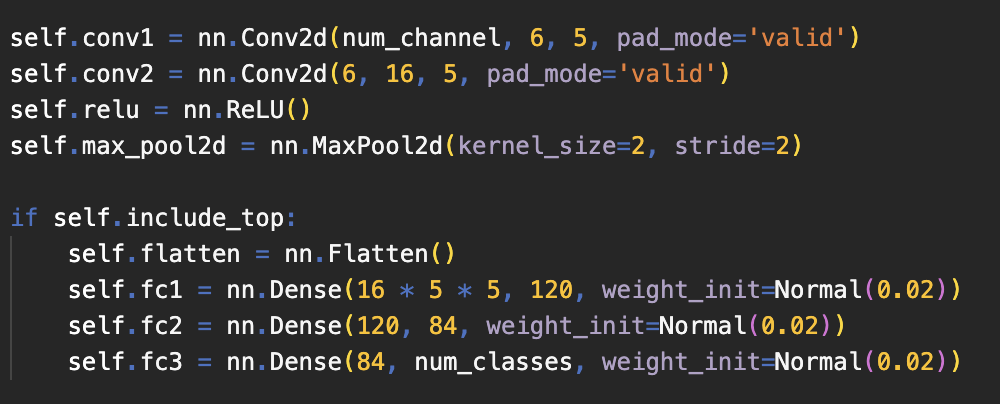 self.conv1 = nn.Conv2d(num_channel, 6, 5, pad_mode='valid')
self.conv2 = nn.Conv2d(6, 16, 5, pad_mode='valid')
self.relu = nn.ReLU()
self.max_pool2d = nn.MaxPool2d(kernel_size=2, stride=2)

if self.include_top:
    self.flatten = nn.Flatten()
    self.fc1 = nn.Dense(16 * 5 * 5, 120, weight_init=Normal(0.02))
    self.fc2 = nn.Dense(120, 84, weight_init=Normal(0.02))
    self.fc3 = nn.Dense(84, num_classes, weight_init=Normal(0.02))